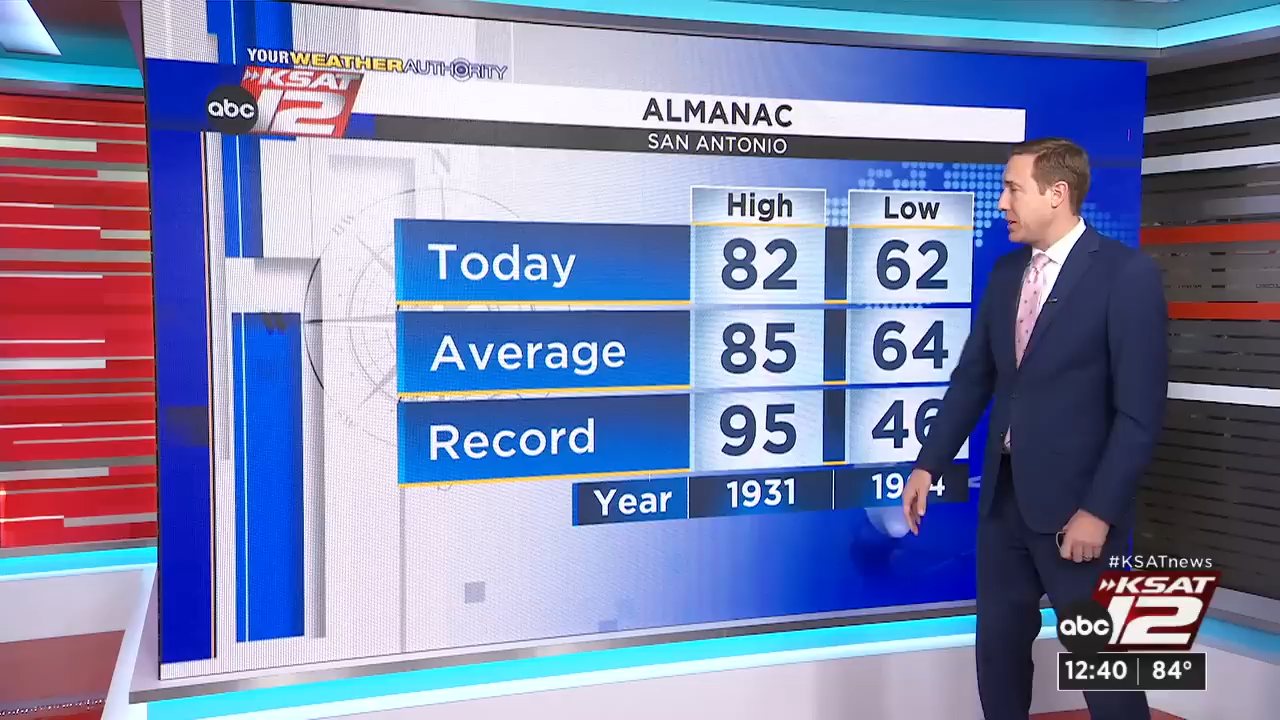 YOUR WEATHER AUTHORITY
abc KSAT 12
ALMANAC
SAN ANTONIO
N
High Low
Today 82 62
Average 85 64
Record 95 46
Year 1931
#KSATnews
abc KSAT 12
12:40 84°